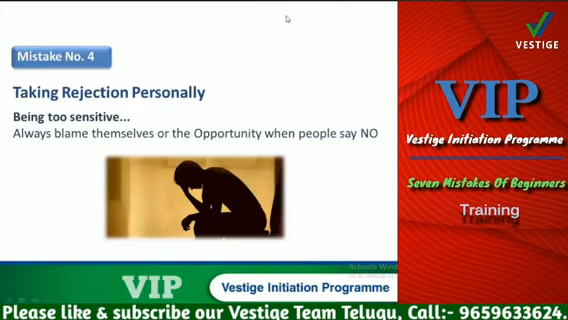 Mistake No. 4
Taking Rejection Personally
Being too sensitive...
Always blame themselves or the Opportunity when people say NO
VIP
Vestige Initiation Programme
VESTIGE
VIP
Vestige Initiation Programme
Seven Mistakes Of Beginners
Training
Please like & subscribe our Vestige Team Telugu, Call:- 9659633624.